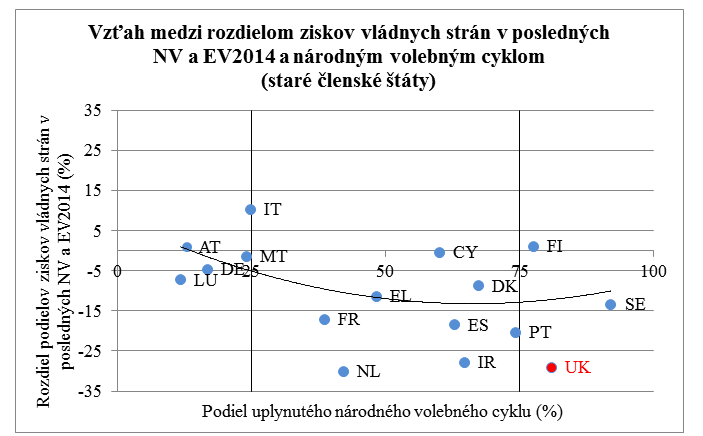 Vzťah medzi rozdielom ziskov vládnych strán v posledných
NV a EV2014 a národným volebným cyklom
(staré členské štáty)
Rozdiel podielov ziskov vládnych strán v
posledných NV a EV2014 (%)
35
25
15
5
-5
-15
-25
-35
0
25
50
75
100
IT
AT
MT
DE
LU
CY
FI
EL
DK
SE
FR
ES
PT
NL
IR
UK
Podiel uplynutého národného volebného cyklu (%)